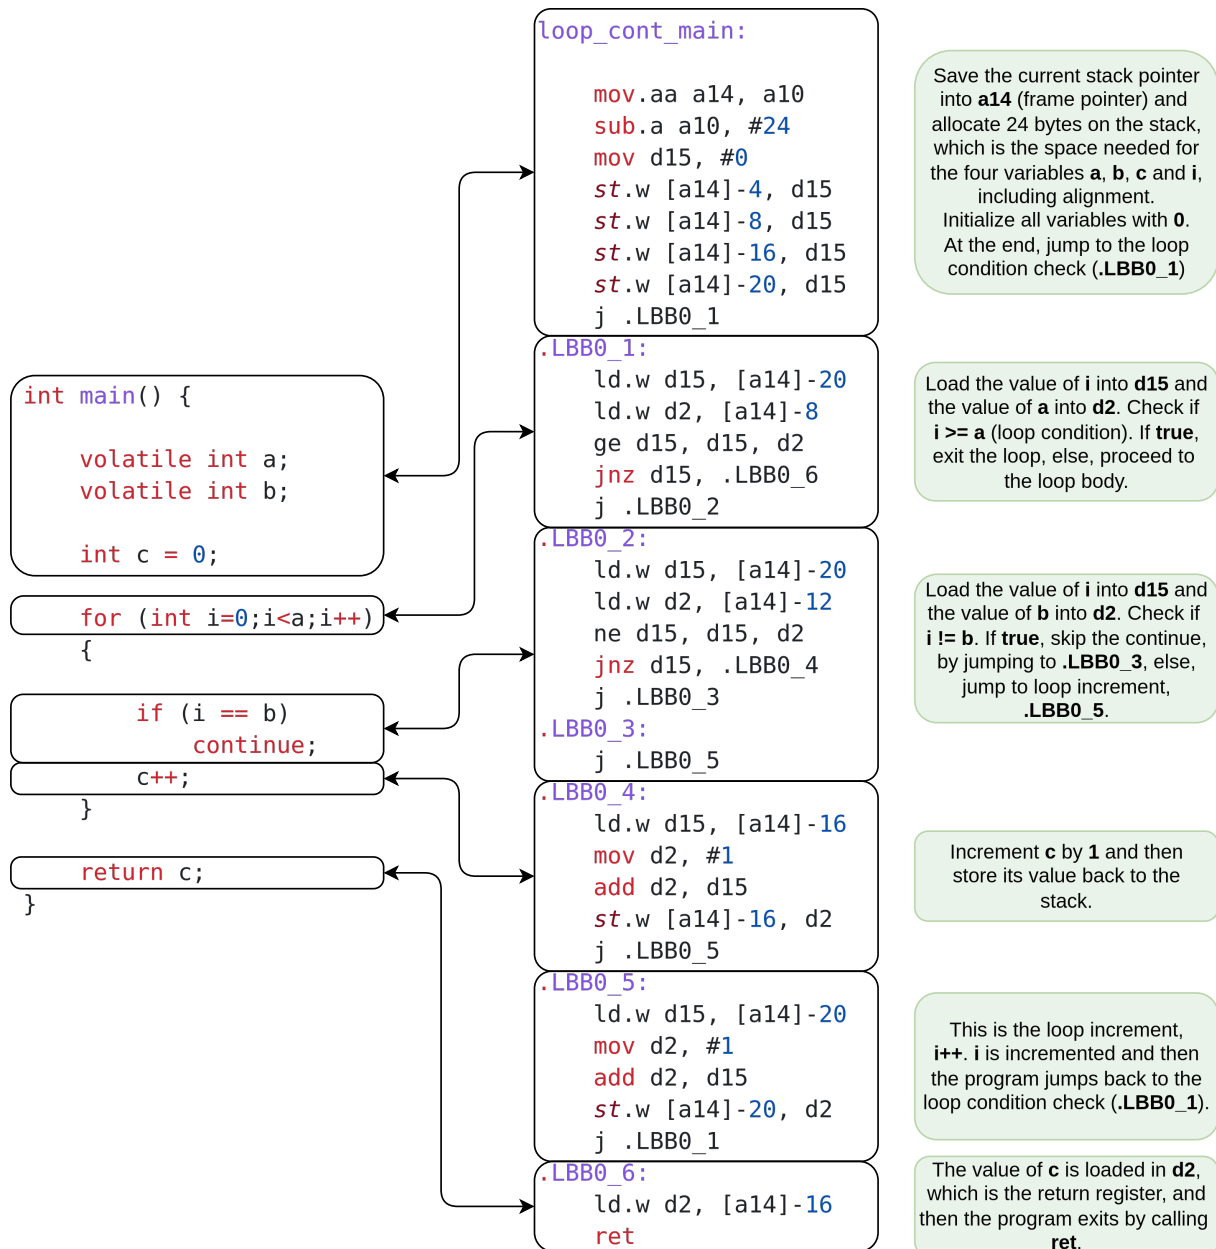 int main() {
volatile int a;
volatile int b;
int c = 0;
for (int i=0;i<a;i++)
{
if (i == b)
continue;
c++;
}
return c;
}
loop_cont_main:
mov.aa a14, a10
sub.a a10, #24
mov d15, #0
st.w [a14]-4, d15
st.w [a14]-8, d15
st.w [a14]-16, d15
st.w [a14]-20, d15
j .LBB0_1
.LBB0_1:
ld.w d15, [a14]-20
ld.w d2, [a14]-8
ge d15, d15, d2
jnz d15, .LBB0_6
j .LBB0_2
.LBB0_2:
ld.w d15, [a14]-20
ld.w d2, [a14]-12
ne d15, d15, d2
jnz d15, .LBB0_4
j .LBB0_3
.LBB0_3:
j .LBB0_5
.LBB0_4:
ld.w d15, [a14]-16
mov d2, #1
add d2, d15
st.w [a14]-16, d2
j .LBB0_5
.LBB0_5:
ld.w d15, [a14]-20
mov d2, #1
add d2, d15
st.w [a14]-20, d2
j .LBB0_1
.LBB0_6:
ld.w d2, [a14]-16
ret
Save the current stack pointer
into a14 (frame pointer) and
allocate 24 bytes on the stack,
which is the space needed for
the four variables a, b, c and i,
including alignment.
Initialize all variables with 0.
At the end, jump to the loop
condition check (.LBB0_1)
Load the value of i into d15 and
the value of a into d2. Check if
i >= a (loop condition). If true,
exit the loop, else, proceed to
the loop body.
Load the value of i into d15 and
the value of b into d2. Check if
i != b. If true, skip the continue,
by jumping to .LBB0_3, else,
jump to loop increment,
.LBB0_5.
Increment c by 1 and then
store its value back to the
stack.
This is the loop increment,
i++. i is incremented and then
the program jumps back to the
loop condition check (.LBB0_1).
The value of c is loaded in d2,
which is the return register, and
then the program exits by calling
ret.